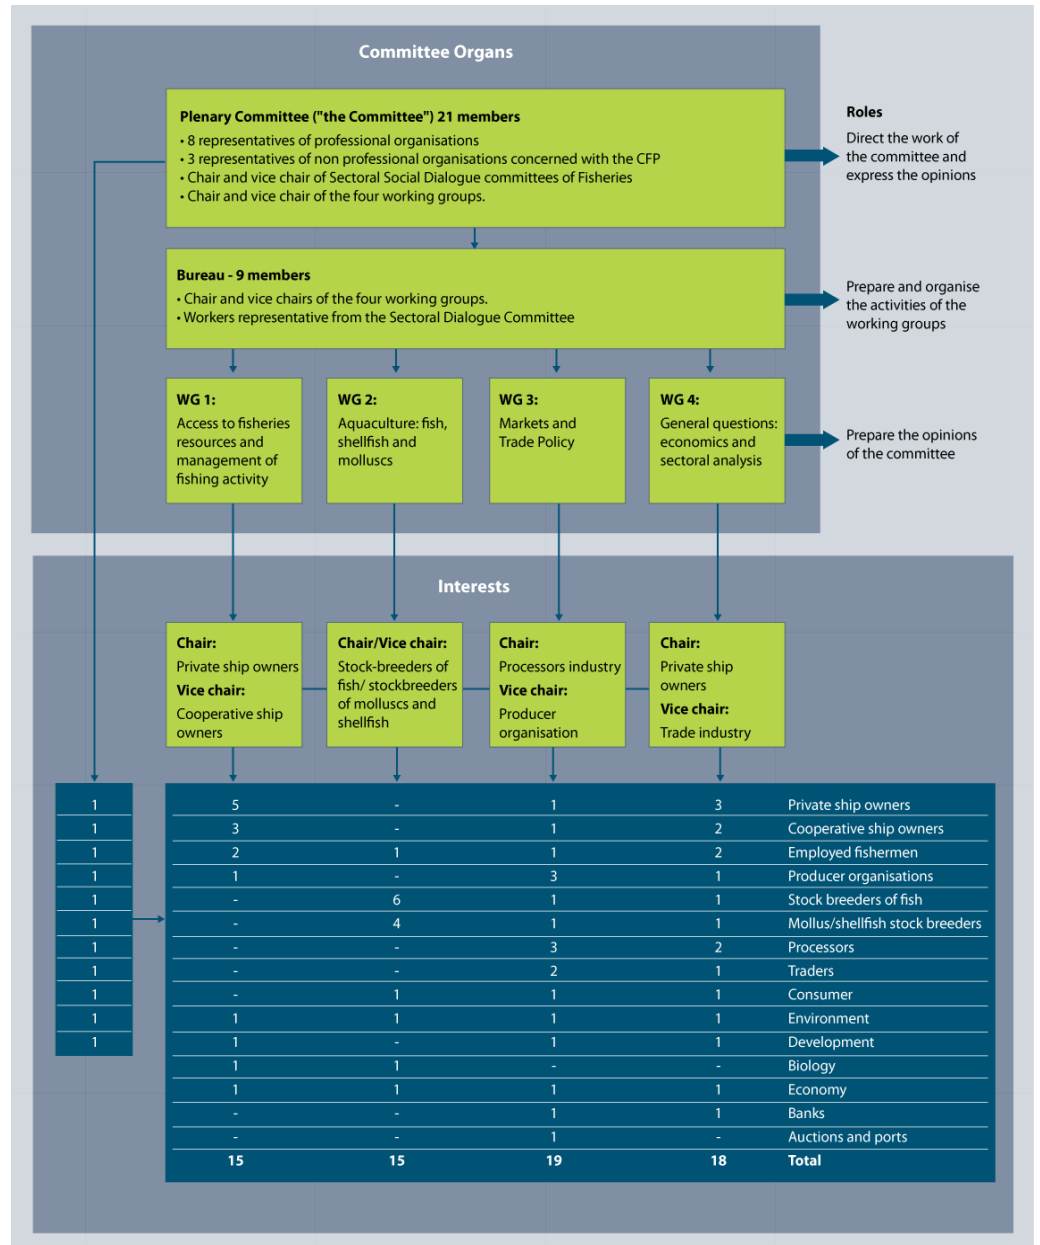 Committee Organs
Plenary Committee ("the Committee") 21 members
• 8 representatives of professional organisations
• 3 representatives of non professional organisations concerned with the CFP
• Chair and vice chair of Sectoral Social Dialogue committees of Fisheries
• Chair and vice chair of the four working groups.
Roles
Direct the work of
the committee and
express the opinions
Bureau - 9 members
• Chair and vice chairs of the four working groups.
• Workers representative from the Sectoral Dialogue Committee
Prepare and organise
the activities of the
working groups
WG 1:
Access to fisheries
resources and
management of
fishing activity
WG 2:
Aquaculture: fish,
shellfish and
molluscs
WG 3:
Markets and
Trade Policy
WG 4:
General questions:
economics and
sectoral analysis
Prepare the opinions
of the committee
Interests
Chair:
Private ship owners
Vice chair:
Cooperative ship
owners
Chair/Vice chair:
Stock-breeders of
fish/ stockbreeders
of molluscs and
shellfish
Chair:
Processors industry
Vice chair:
Producer
organisation
Chair:
Private ship
owners
Vice chair:
Trade industry
1 5 - 1 3 Private ship owners
1 3 - 1 2 Cooperative ship owners
1 2 1 1 2 Employed fishermen
1 1 - 3 1 Producer organisations
1 - 6 1 1 Stock breeders of fish
1 - 4 1 1 Mollus/shellfish stock breeders
1 - - 3 2 Processors
1 - - 2 1 Traders
1 - 1 1 1 Consumer
1 1 1 1 1 Environment
1 1 - 1 1 Development
1 1 - - Biology
1 1 1 1 Economy
- - 1 1 Banks
- - 1 - Auctions and ports
15 15 19 18 Total